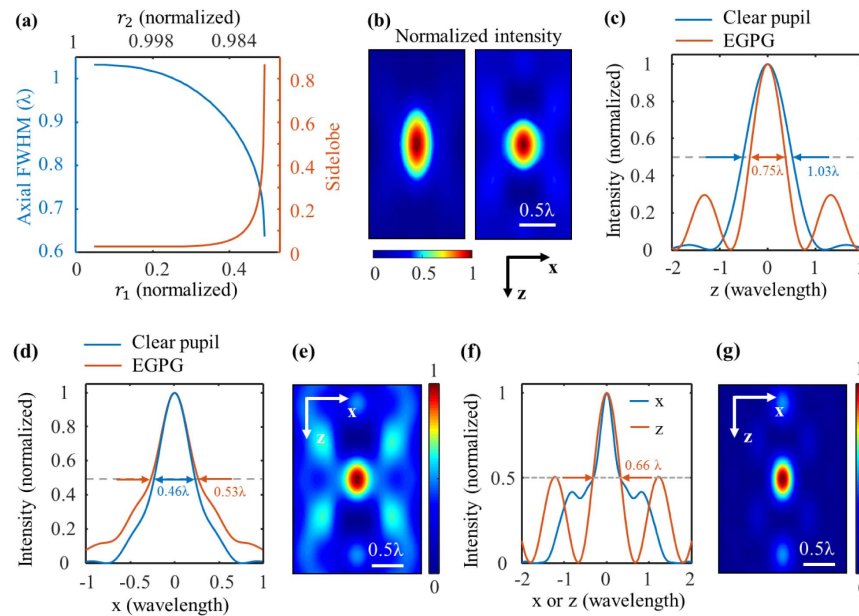 (a)
r₂ (normalized)
1 0.998 0.984
Axial FWHM (λ)
1
0.9
0.8
0.7
0.6
0 0.2 0.4
r₁ (normalized)
Sidelobe
0.8
0.6
0.4
0.2
0
(b)
Normalized intensity
0.5λ
0 0.5 1
x
z
(c)
Clear pupil
EGPG
Intensity (normalized)
1
0.8
0.6
0.4
0.2
0
0.75λ 1.03λ
-2 -1 0 1 2
z (wavelength)
(d)
Clear pupil
EGPG
Intensity (normalized)
1
0.8
0.6
0.4
0.2
0
0.46λ 0.53λ
-1 -0.5 0 0.5 1
x (wavelength)
(e)
x
z
0.5λ
1
0
(f)
Intensity (normalized)
1
0.5
0
x
z
0.66 λ
-2 -1 0 1 2
x or z (wavelength)
(g)
x
z
0.5λ
1
0